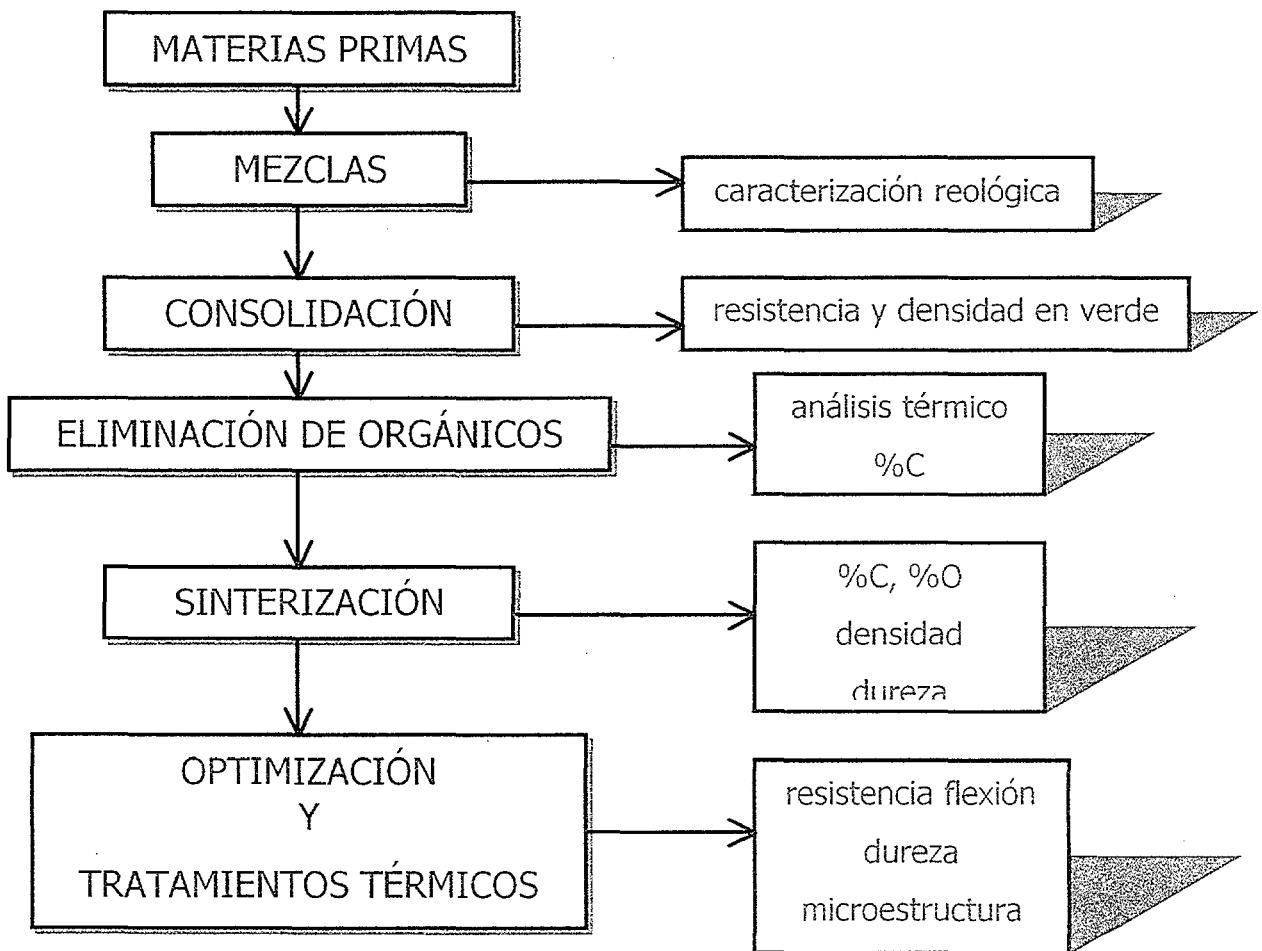 MATERIAS PRIMAS
MEZCLAS
caracterización reológica
CONSOLIDACIÓN
resistencia y densidad en verde
ELIMINACIÓN DE ORGÁNICOS
análisis térmico
%C
SINTERIZACIÓN
%C, %O
densidad
dureza
OPTIMIZACIÓN
Y
TRATAMIENTOS TÉRMICOS
resistencia flexión
dureza
microestructura